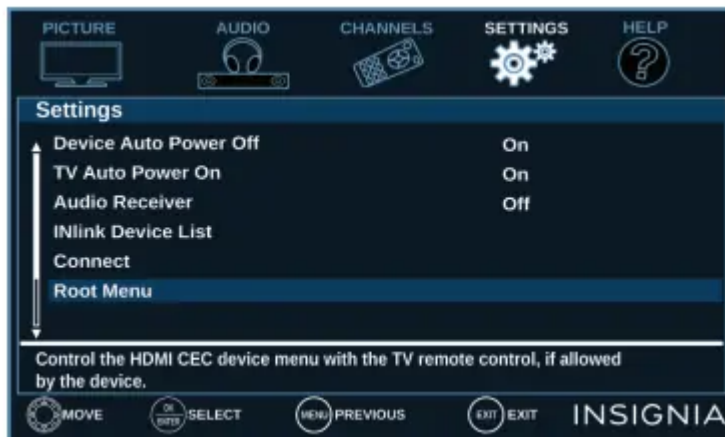 PICTURE AUDIO CHANNELS SETTINGS HELP
Settings
Device Auto Power Off On
TV Auto Power On On
Audio Receiver Off
INlink Device List
Connect
Root Menu
Control the HDMI CEC device menu with the TV remote control, if allowed
by the device.
MOVE OK ENTER SELECT MENU PREVIOUS EXIT EXIT INSIGNIA